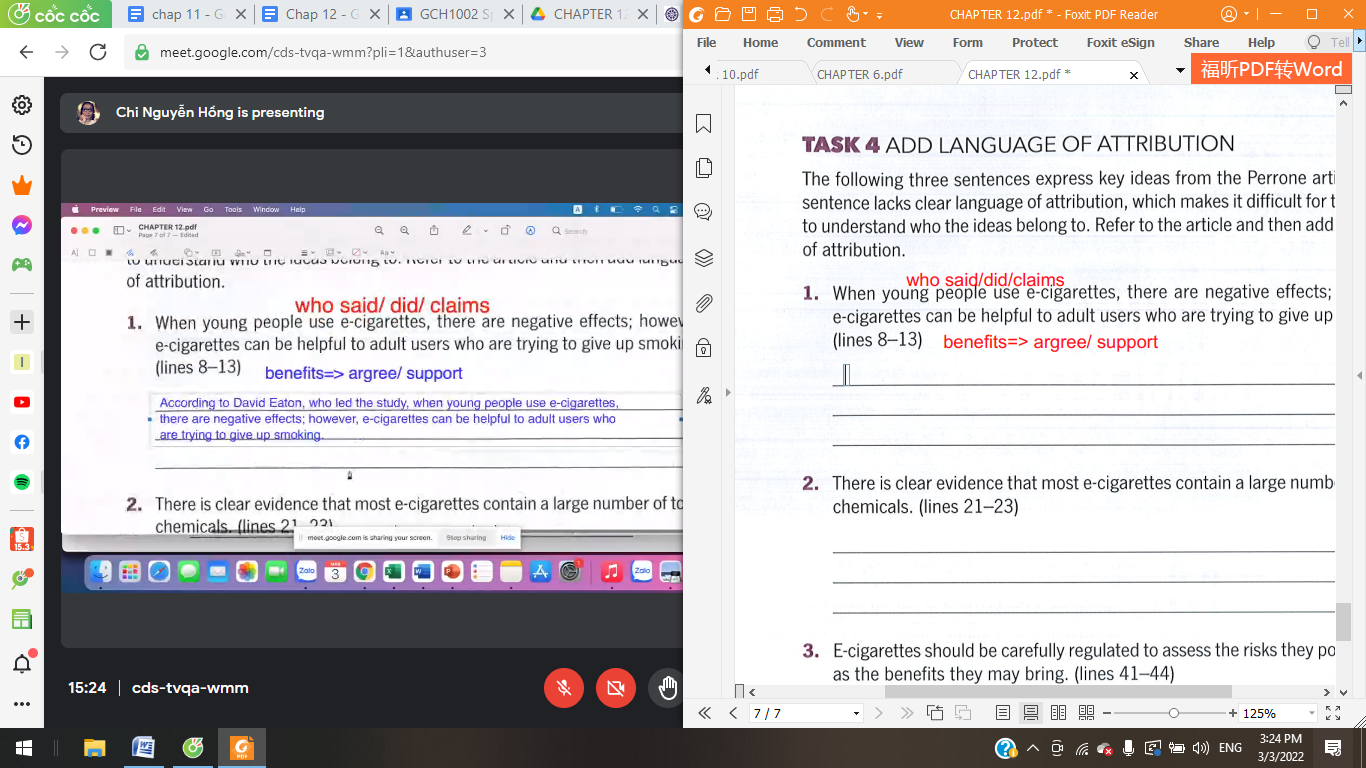 cốc cốc
chap 11 - G
Chap 12 - G
GCH1002 Sp
CHAPTER 12
meet.google.com/cds-tvqa-wmm?pli=1&authuser=3
Chi Nguyễn Hồng is presenting
Preview File Edit View Go Tools Window Help
CHAPTER 12.pdf
Page 7 of 7 — Edited
Search
to understand who the ideas belong to. Refer to the article and then add langu
of attribution.
who said/ did/ claims
1. When young people use e-cigarettes, there are negative effects; howev
e-cigarettes can be helpful to adult users who are trying to give up smoki
(lines 8–13)
benefits=> argree/ support
According to David Eaton, who led the study, when young people use e-cigarettes,
there are negative effects; however, e-cigarettes can be helpful to adult users who
are trying to give up smoking.
2. There is clear evidence that most e-cigarettes contain a large number of to
chemicals. (lines 21–23)
meet.google.com is sharing your screen. Stop sharing Hide
Zalo
3
Zalo
15.3
15:24 | cds-tvqa-wmm
CHAPTER 12.pdf * - Foxit PDF Reader
File Home Comment View Form Protect Foxit eSign Share Help Tell
10.pdf
CHAPTER 6.pdf
CHAPTER 12.pdf *
福昕PDF转Word
TASK 4 ADD LANGUAGE OF ATTRIBUTION
The following three sentences express key ideas from the Perrone arti
sentence lacks clear language of attribution, which makes it difficult for t
to understand who the ideas belong to. Refer to the article and then add
of attribution.
who said/did/claims
1. When young people use e-cigarettes, there are negative effects;
e-cigarettes can be helpful to adult users who are trying to give up
(lines 8–13)
benefits=> argree/ support
2. There is clear evidence that most e-cigarettes contain a large numb
chemicals. (lines 21–23)
3. E-cigarettes should be carefully regulated to assess the risks they po
as the benefits they may bring. (lines 41–44)
7 / 7
125%
ENG
3:24 PM
3/3/2022